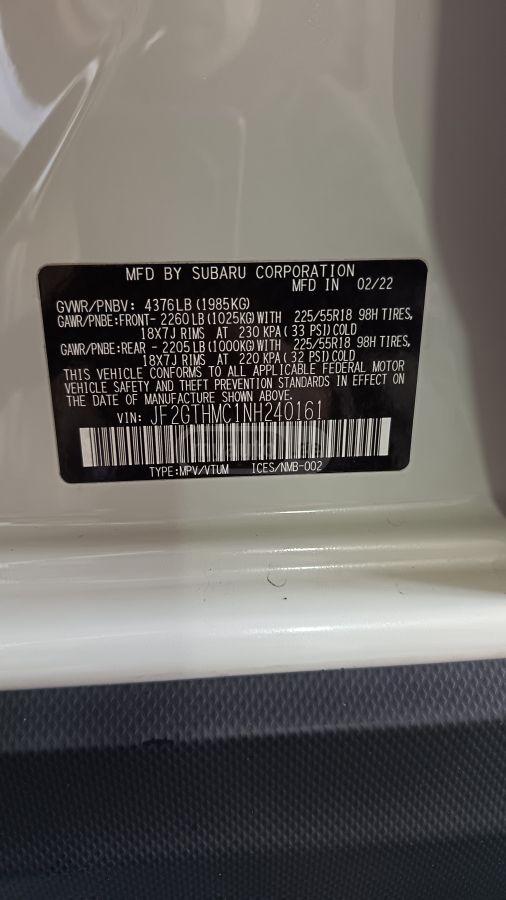 MFD BY SUBARU CORPORATION
MFD IN 02/22
GVWR/PNBV: 4376LB(1985KG)
GAWR/PNBE:FRONT- 2260LB(1025KG)WITH 225/55R18 98H TIRES,
18X7J RIMS AT 230 KPA( 33 PSI)COLD
GAWR/PNBE:REAR - 2205LB(1000KG)WITH 225/55R18 98H TIRES,
18X7J RIMS AT 220 KPA( 32 PSI)COLD
THIS VEHICLE CONFORMS TO ALL APPLICABLE FEDERAL MOTOR
VEHICLE SAFETY AND THEFT PREVENTION STANDARDS IN EFFECT
ON THE DATE OF MANUFACTURE SHOWN ABOVE.
VIN: JF2GTHMC1NH240161
TYPE:MPV/VTUM ICES/NMB-002